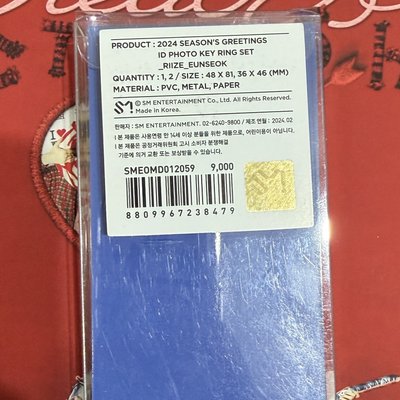 PRODUCT : 2024 SEASON'S GREETINGS
ID PHOTO KEY RING SET
_RIIZE_EUNSEOK
QUANTITY : 1, 2 / SIZE : 48 X 81, 36 X 46 (MM)
MATERIAL : PVC, METAL, PAPER
SM!
© SM ENTERTAINMENT Co., Ltd. All Rights Reserved.
Made in Korea.
판매자 : SM ENTERTAINMENT. 02-6240-9800 / 제조 연월 : 2024.02
| 본 제품은 사용연령 만 14세 이상 분들을 위한 제품으로, 어린이용이 아닙니다.
| 본 제품은 공정거래위원회 고시 소비자 분쟁해결
기준에 의거 교환 또는 보상받을 수 있습니다.
SMEOMD012059 9,000
8809967238479